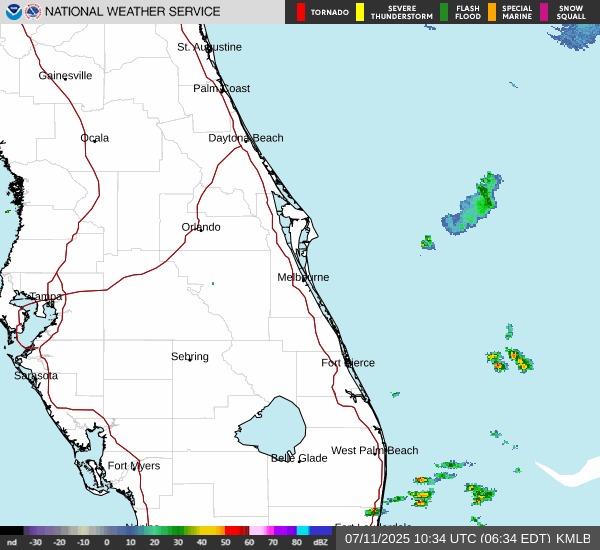 NATIONAL WEATHER SERVICE
TORNADO
SEVERE
THUNDERSTORM
FLASH
FLOOD
SPECIAL
MARINE
SNOW
SQUALL
St. Augustine
Gainesville
Palm Coast
Ocala
Daytona Beach
Orlando
Melbourne
Tampa
Sebring
Fort Pierce
Sarasota
West Palm Beach
Belle Glade
Fort Myers
nd -30 -20 -10 0 10 20 30 40 50 60 70 80 dBZ
07/11/2025 10:34 UTC (06:34 EDT) KMLB